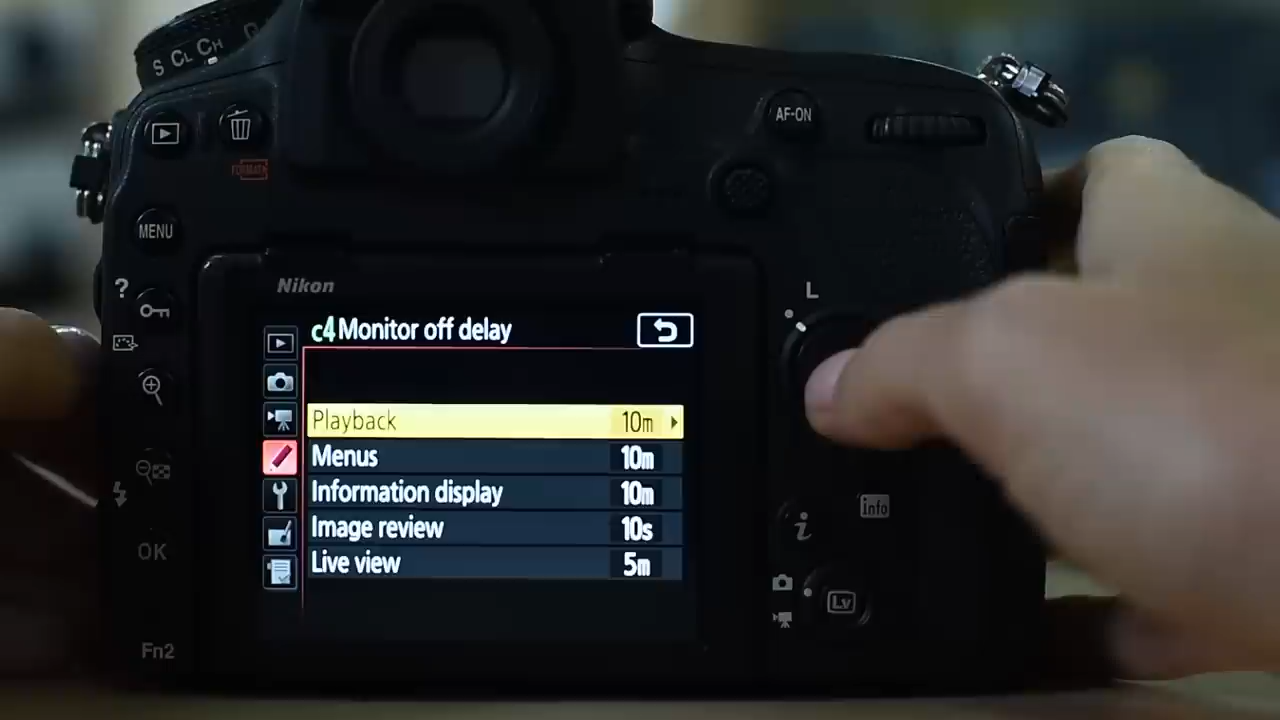 S CL CH
AF-ON
FORMAT
MENU
?
Nikon
L
c4 Monitor off delay
Playback 10m
Menus 10m
Information display 10m
Image review 10s
Live view 5m
info
i
OK
Lv
Fn2